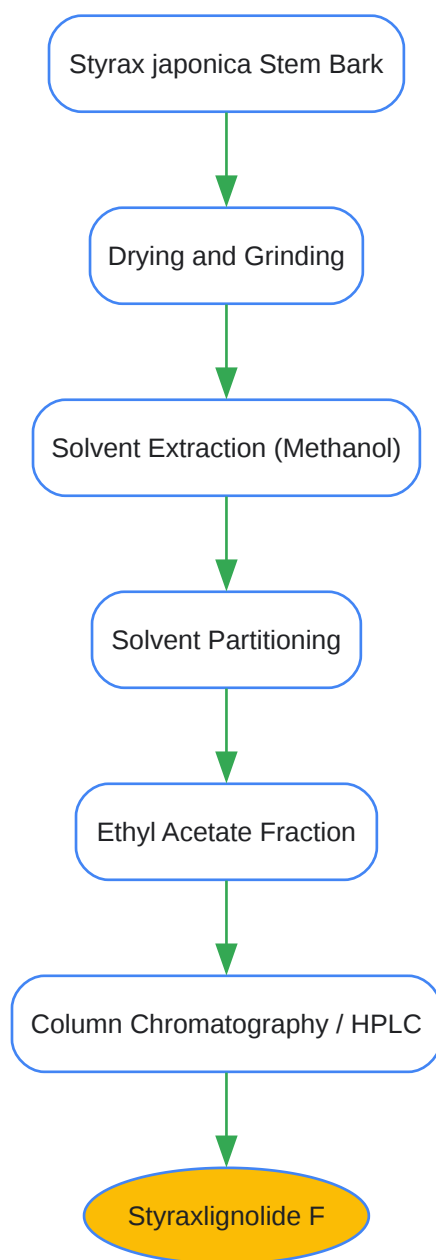 Styrax japonica Stem Bark
Drying and Grinding
Solvent Extraction (Methanol)
Solvent Partitioning
Ethyl Acetate Fraction
Column Chromatography / HPLC
Styraxlignolide F